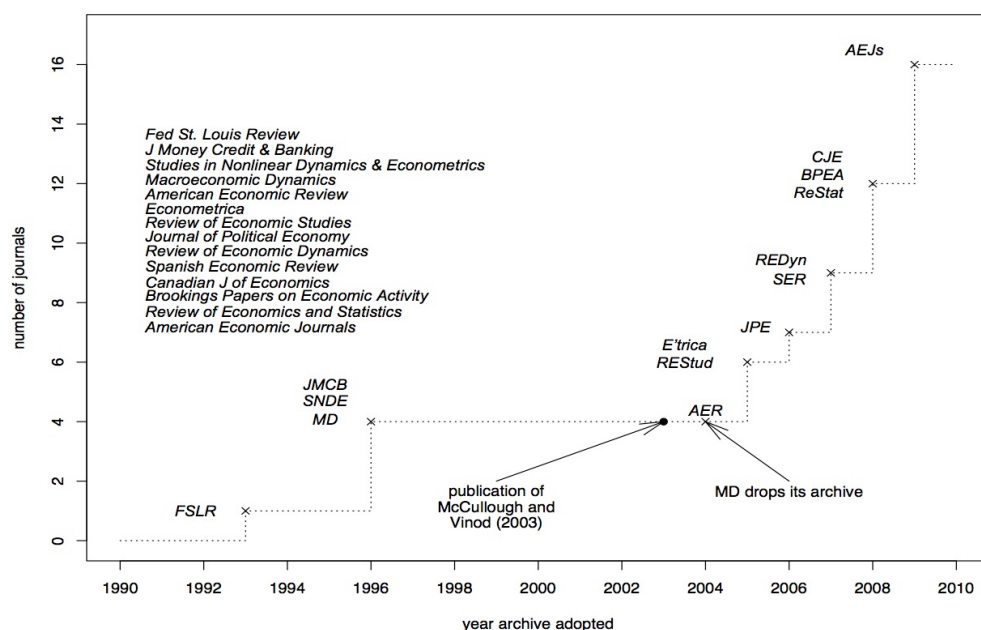 AEJs
16
Fed St. Louis Review
J Money Credit & Banking
Studies in Nonlinear Dynamics & Econometrics
Macroeconomic Dynamics
American Economic Review
Econometrica
Review of Economic Studies
Journal of Political Economy
Review of Economic Dynamics
Spanish Economic Review
Canadian J of Economics
Brookings Papers on Economic Activity
Review of Economics and Statistics
American Economic Journals
14
CJE
BPEA
ReStat
12
10
REDyn
SER
number of journals
8
JPE
E'trica
REStud
6
JMCB
SNDE
MD
AER
4
publication of
McCullough and
Vinod (2003)
MD drops its archive
2
FSLR
0
1990 1992 1994 1996 1998 2000 2002 2004 2006 2008 2010
year archive adopted